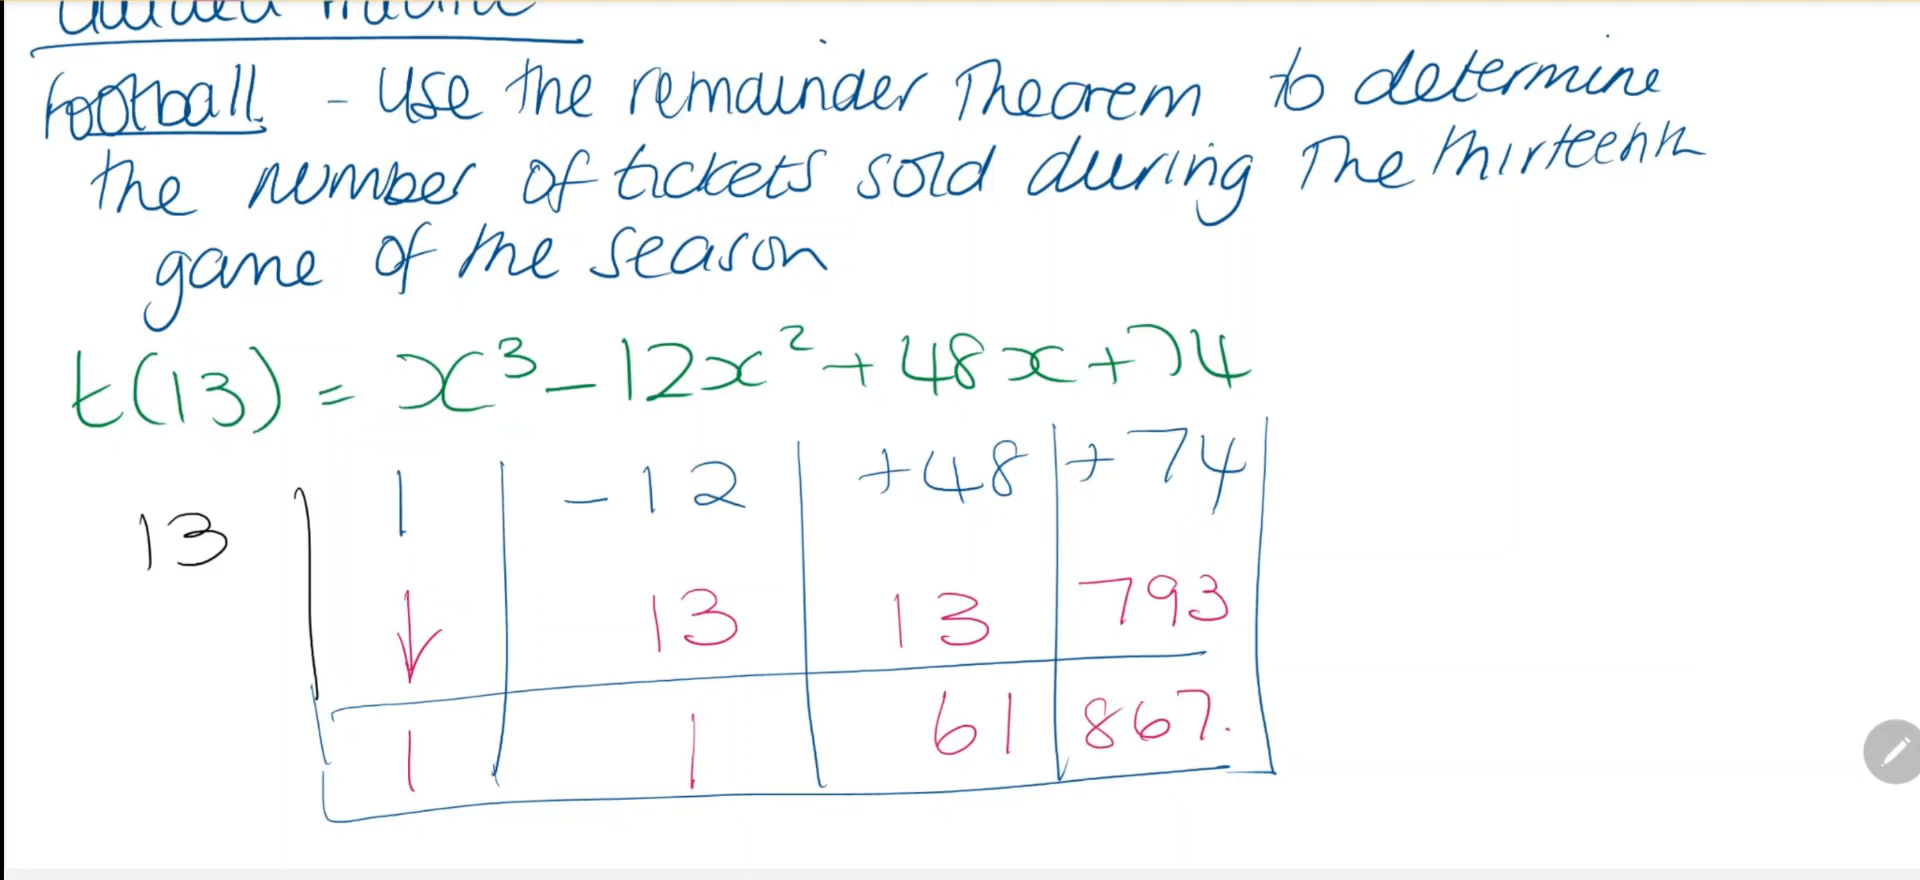 Football - Use the remainder Theorem to determine
the number of tickets sold during The thirteenth
game of the season
t(13) = x³ - 12x² + 48x + 74
1 -12 +48 +74
13
13 13 793
1 1 61 867.